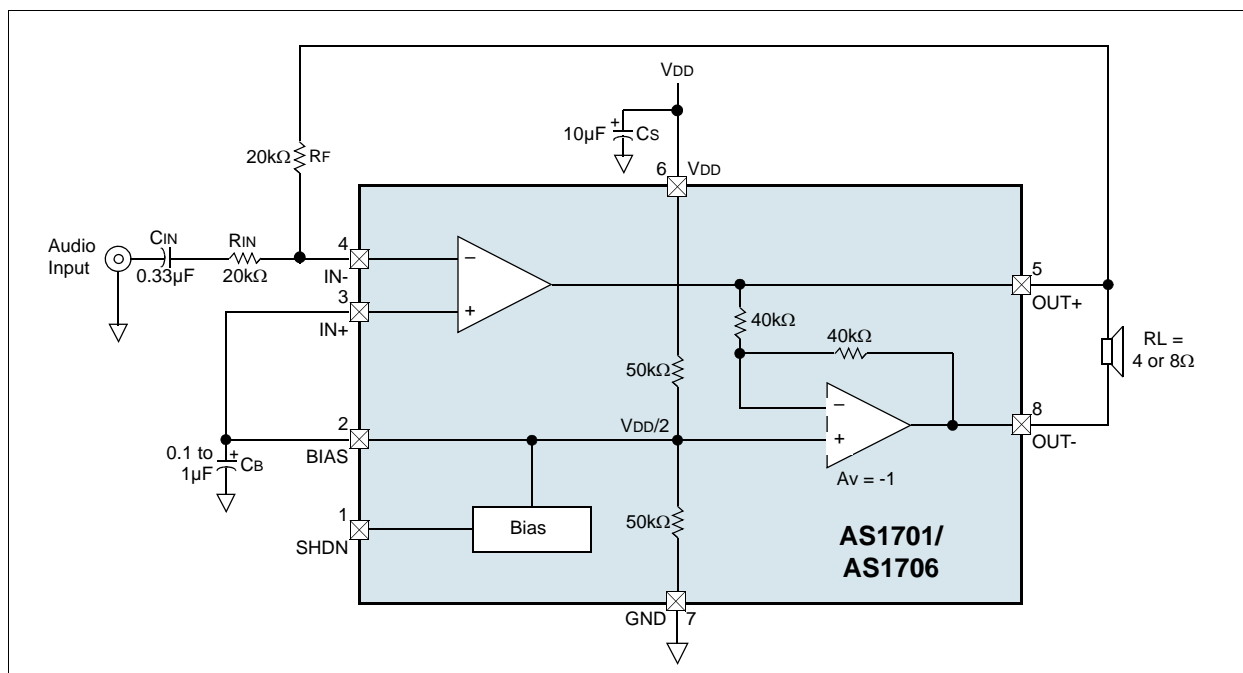 VDD
10µF
+
CS
20kΩ
RF
6
VDD
Audio
Input
CIN
0.33µF
RIN
20kΩ
4
IN-
3
IN+
−
+
5
OUT+
40kΩ
40kΩ
RL =
4 or 8Ω
50kΩ
−
+
8
OUT-
2
BIAS
VDD/2
Av = -1
0.1 to
1µF
+
CB
1
SHDN
Bias
50kΩ
AS1701/
AS1706
GND
7